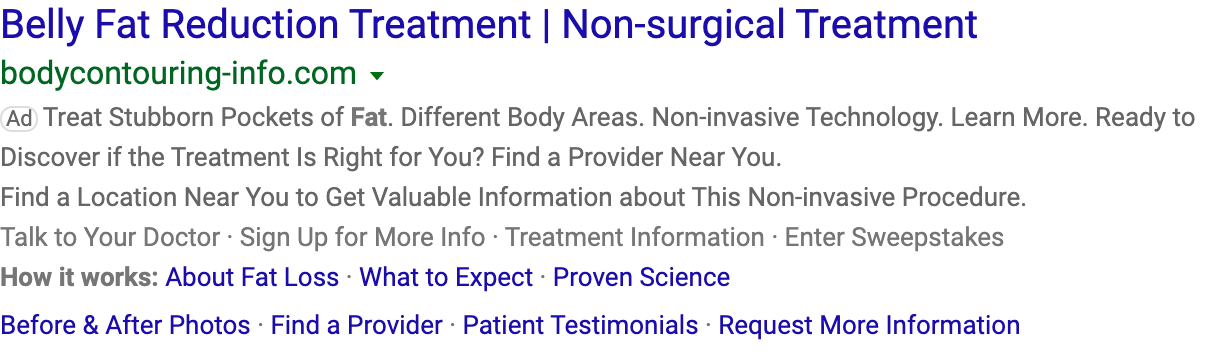 Belly Fat Reduction Treatment | Non-surgical Treatment
bodycontouring-info.com
Ad Treat Stubborn Pockets of Fat. Different Body Areas. Non-invasive Technology. Learn More. Ready to
Discover if the Treatment Is Right for You? Find a Provider Near You.
Find a Location Near You to Get Valuable Information about This Non-invasive Procedure.
Talk to Your Doctor · Sign Up for More Info · Treatment Information · Enter Sweepstakes
How it works: About Fat Loss · What to Expect · Proven Science
Before & After Photos · Find a Provider · Patient Testimonials · Request More Information